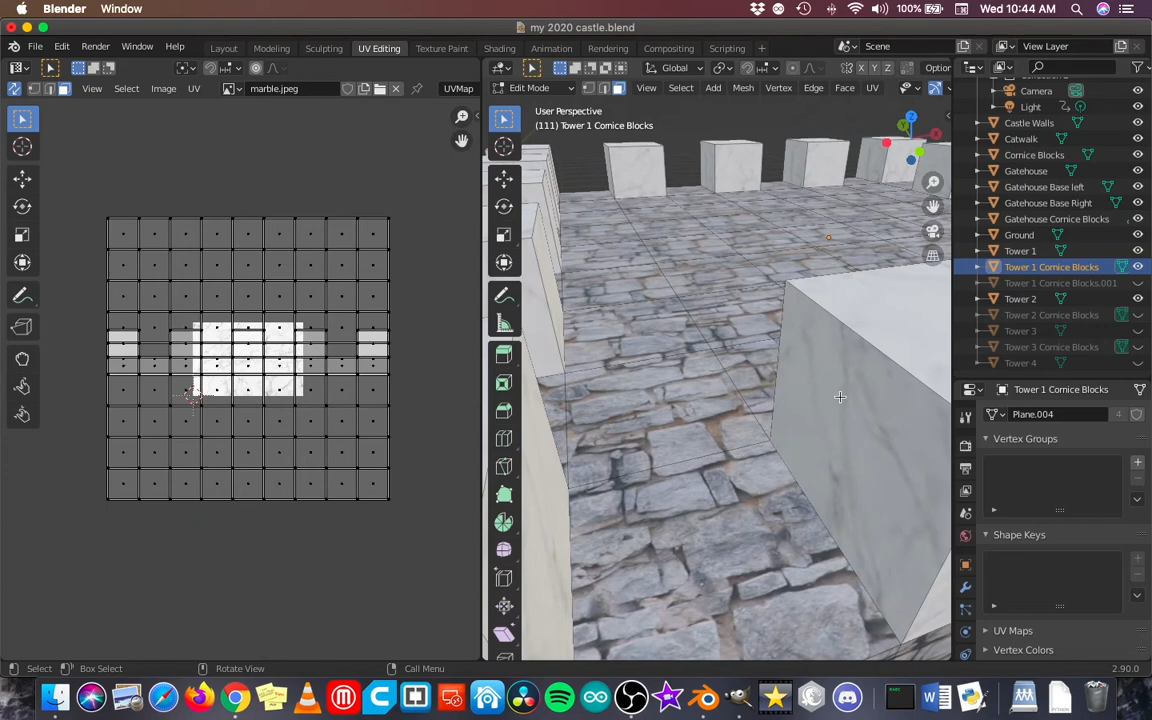 Blender Window 100% Wed 10:44 AM
my 2020 castle.blend
File Edit Render Window Help Layout Modeling Sculpting UV Editing Texture Paint Shading Animation Rendering Compositing Scripting + Scene View Layer
Global X Y Z Option
View Select Image UV marble.jpeg UVMap Edit Mode View Select Add Mesh Vertex Edge Face UV
User Perspective
(111) Tower 1 Cornice Blocks
Camera
Light
Castle Walls
Catwalk
Cornice Blocks
Gatehouse
Gatehouse Base left
Gatehouse Base Right
Gatehouse Cornice Blocks
Ground
Tower 1
Tower 1 Cornice Blocks
Tower 1 Cornice Blocks.001
Tower 2
Tower 2 Cornice Blocks
Tower 3
Tower 3 Cornice Blocks
Tower 4
Tower 1 Cornice Blocks
Plane.004 4
Vertex Groups
Shape Keys
UV Maps
Vertex Colors
Select Box Select Rotate View Call Menu 2.90.0